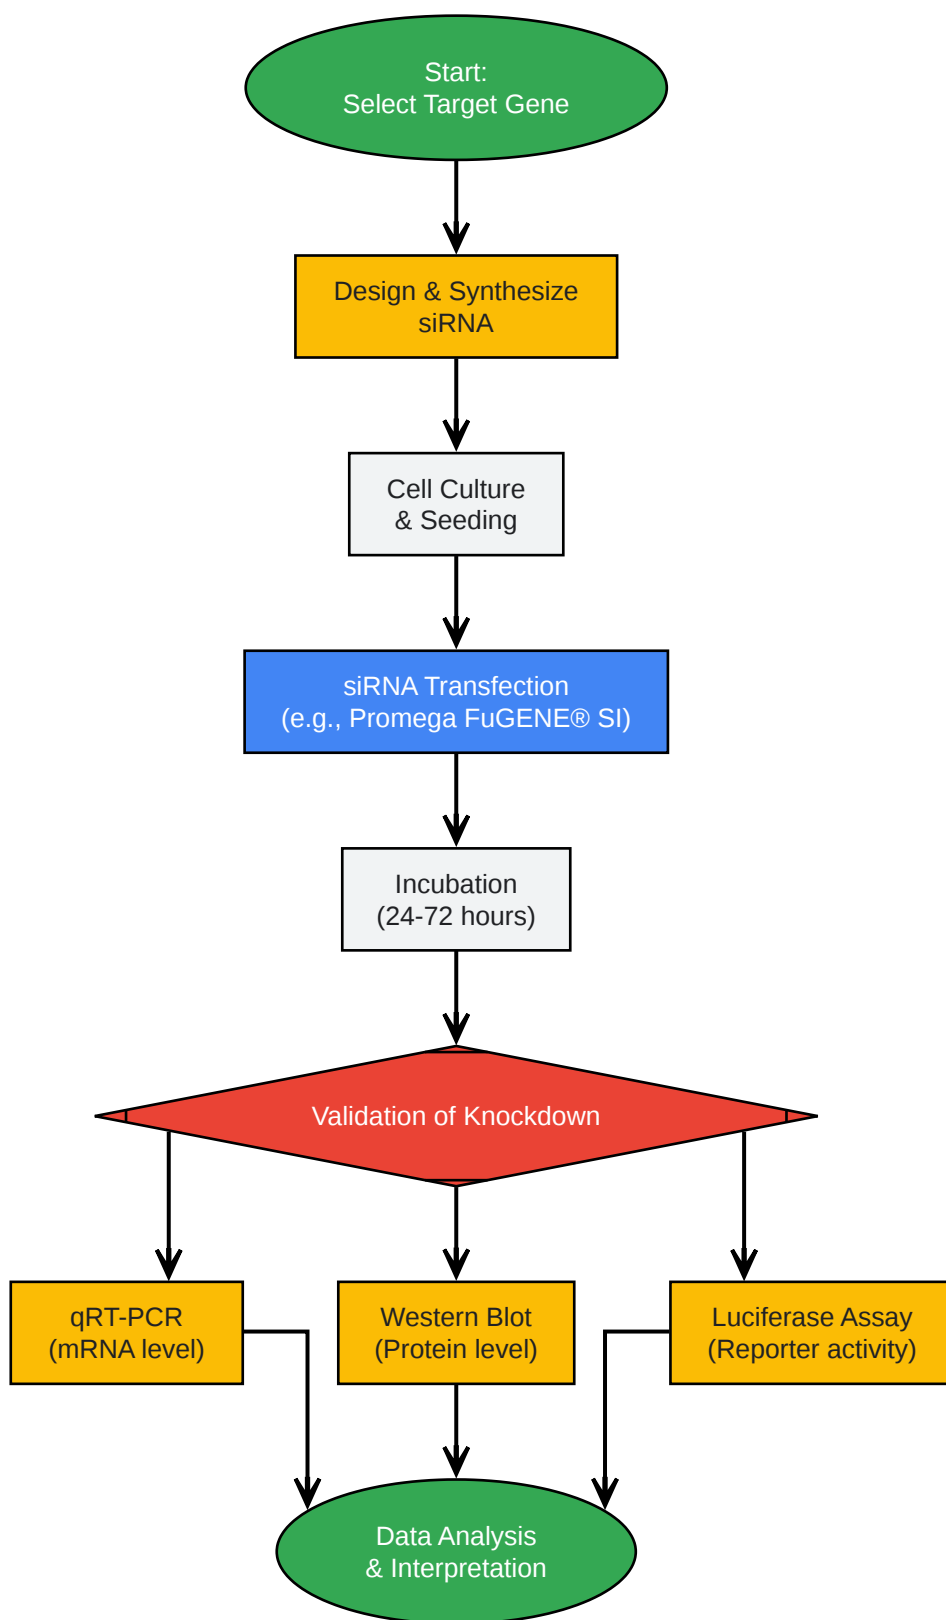 Start:
Select Target Gene
Design & Synthesize
siRNA
Cell Culture
& Seeding
siRNA Transfection
(e.g., Promega FuGENE® SI)
Incubation
(24-72 hours)
Validation of Knockdown
qRT-PCR
(mRNA level)
Western Blot
(Protein level)
Luciferase Assay
(Reporter activity)
Data Analysis
& Interpretation